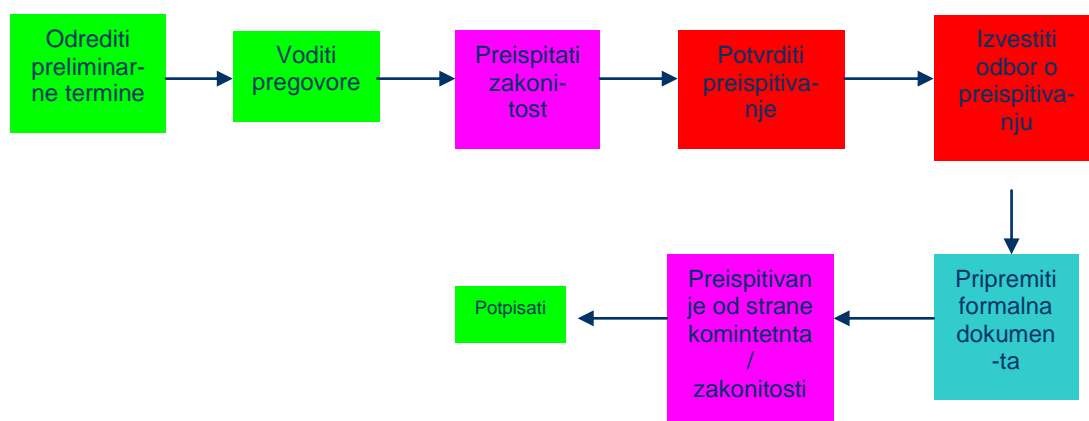 Odrediti
preliminar-
ne termine
Voditi
pregovore
Preispitati
zakoni-
tost
Potvrditi
preispitiva-
nje
Izvestiti
odbor o
preispitiva-
nju
Pripremiti
formalna
dokumen
-ta
Preispitivan
je od strane
komintetnta
/
zakonitosti
Potpisati